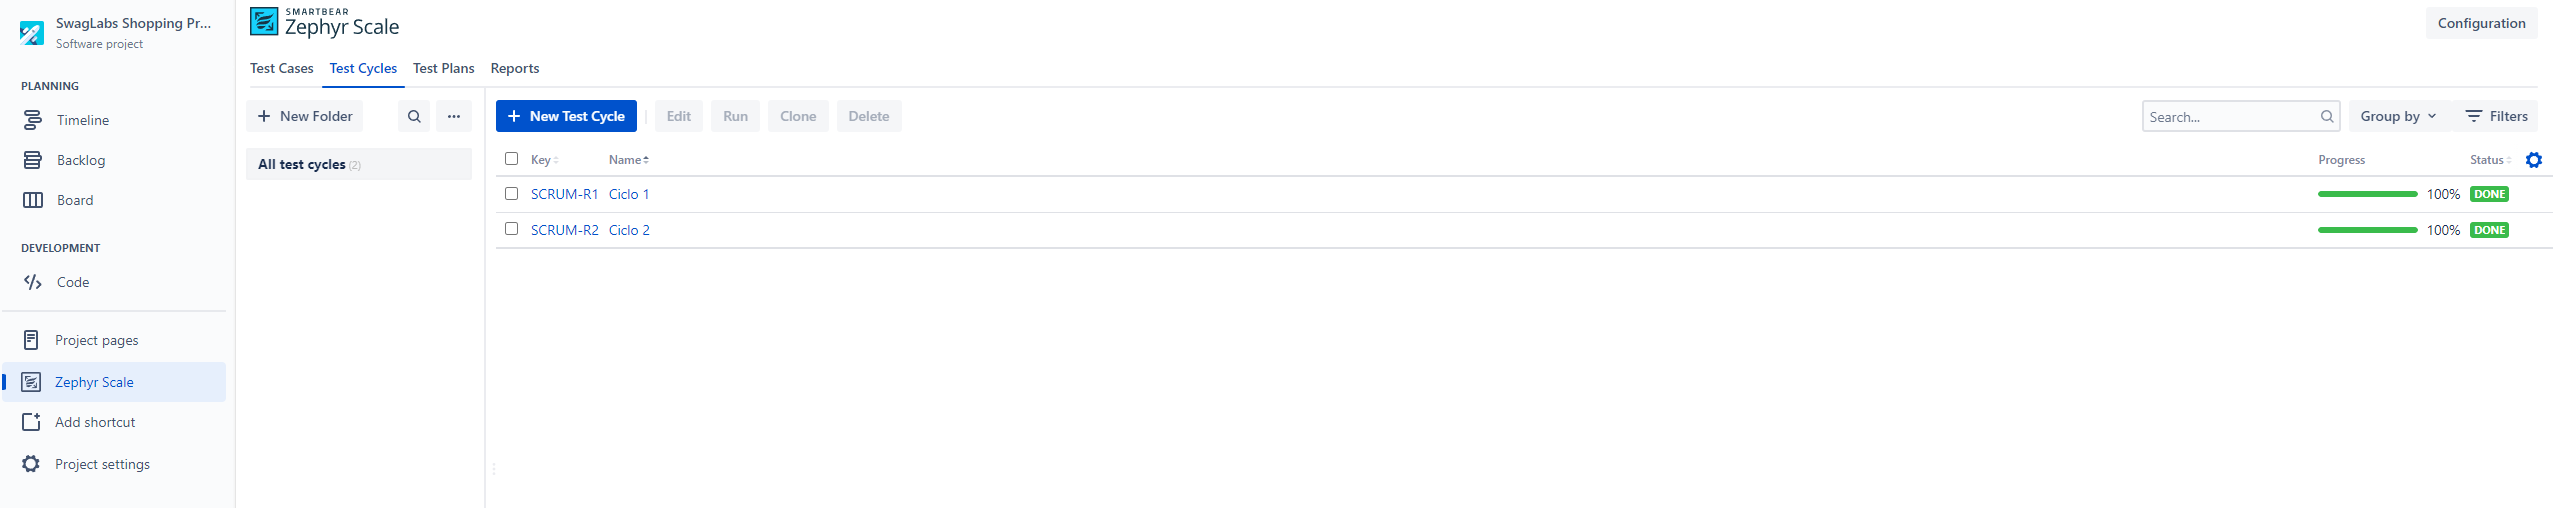 SwagLabs Shopping Pr...
Software project
PLANNING
Timeline
Backlog
Board
DEVELOPMENT
Code
Project pages
Zephyr Scale
Add shortcut
Project settings
SMARTBEAR
Zephyr Scale
Configuration
Test Cases Test Cycles Test Plans Reports
+ New Folder ...
All test cycles (2)
+ New Test Cycle Edit Run Clone Delete Search... Group by Filters
Key Name Progress Status
SCRUM-R1 Ciclo 1 100% DONE
SCRUM-R2 Ciclo 2 100% DONE